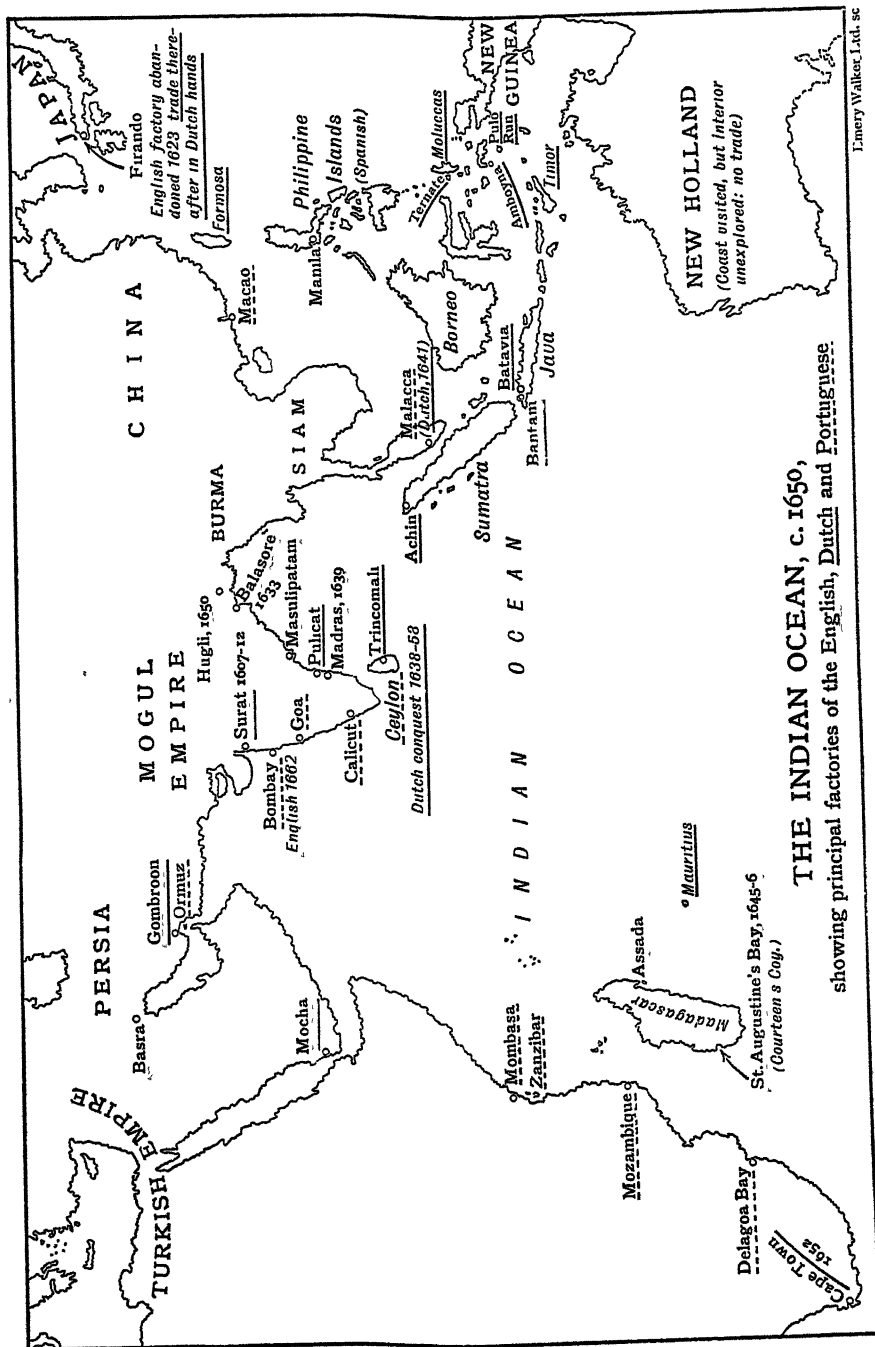 JAPAN
Firando
English factory aban-
doned 1623 trade there-
after in Dutch hands
Formosa
CHINA
Macao
Philippine
Islands
(Spanish)
Manila
Ternate
Moluccas
NEW
GUINEA
Pulo
Run
Amboyna
Timor
Borneo
Malacca
(Dutch, 1641)
Batavia
Java
Bantam
SIAM
BURMA
Achin
Sumatra
NEW HOLLAND
(Coast visited, but Interior
unexplored: no trade)
MOGUL
EMPIRE
Hugli, 1650
Balasore
1633
Masulipatam
Pulicat
Madras, 1639
Trincomali
Surat 1607-12
Bombay
English 1662
Goa
Calicut
Ceylon
Dutch conquest 1638-58
PERSIA
Gombroon
Ormuz
Basra
Mocha
TURKISH EMPIRE
INDIAN OCEAN
Mombasa
Zanzibar
Mozambique
Assada
Madagascar
Mauritius
St. Augustine's Bay, 1645-6
(Courteen s Coy.)
Delagoa Bay
Cape Town
1652
THE INDIAN OCEAN, c. 1650,
showing principal factories of the English, Dutch and Portuguese
Emery Walker Ltd. sc